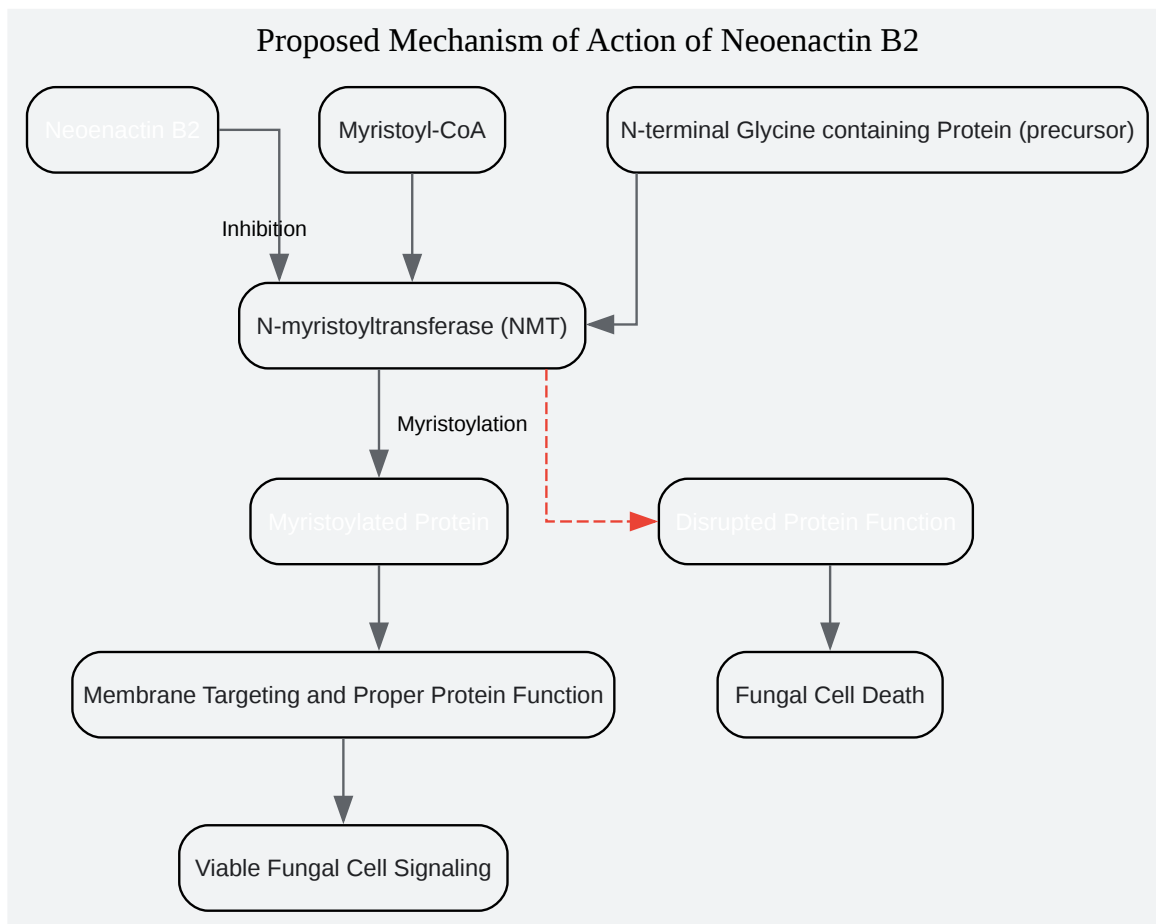 Proposed Mechanism of Action of Neoenactin B2
Neoenactin B2
Myristoyl-CoA
N-terminal Glycine containing Protein (precursor)
Inhibition
N-myristoyltransferase (NMT)
Myristoylation
Myristoylated Protein
Disrupted Protein Function
Membrane Targeting and Proper Protein Function
Fungal Cell Death
Viable Fungal Cell Signaling